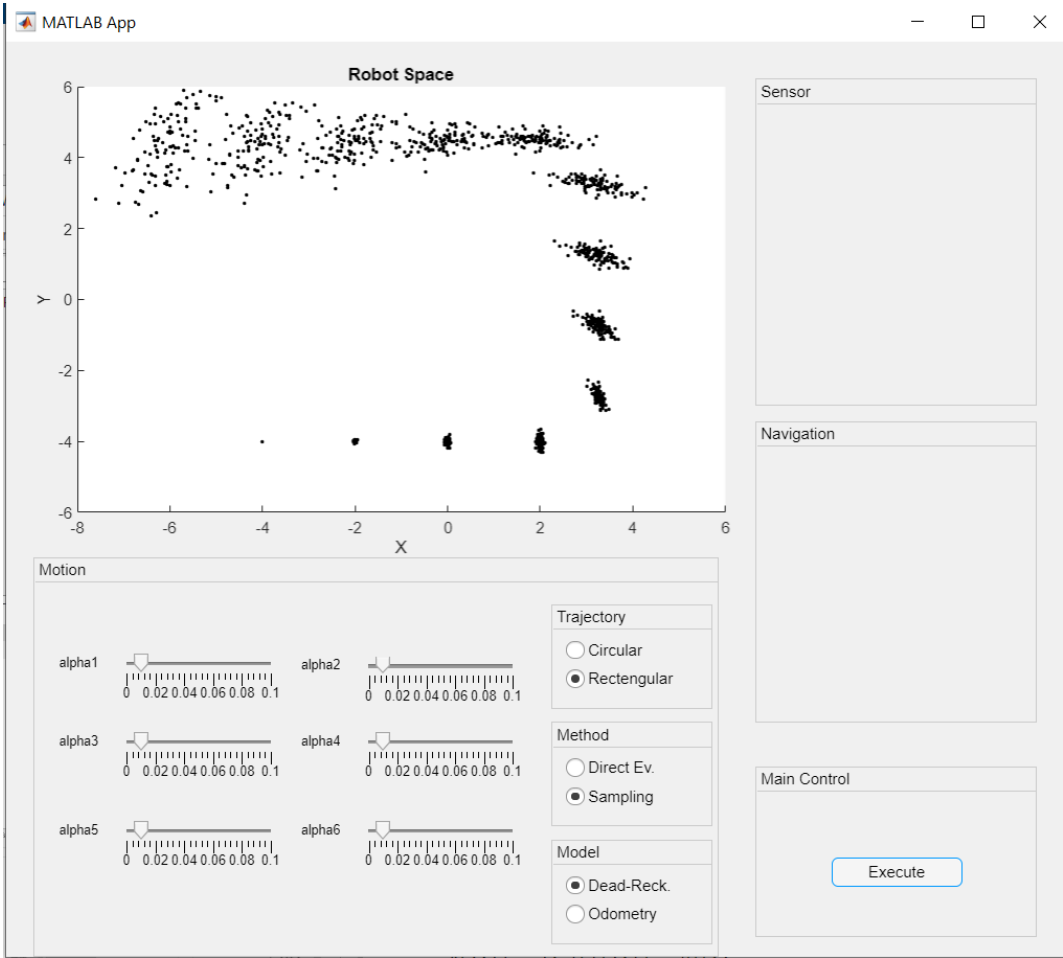 MATLAB App
Robot Space
6
4
2
0
-2
-4
-6
Y
-8 -6 -4 -2 0 2 4 6
X
Sensor
Navigation
Motion
alpha1
0 0.02 0.04 0.06 0.08 0.1
alpha2
0 0.02 0.04 0.06 0.08 0.1
alpha3
0 0.02 0.04 0.06 0.08 0.1
alpha4
0 0.02 0.04 0.06 0.08 0.1
alpha5
0 0.02 0.04 0.06 0.08 0.1
alpha6
0 0.02 0.04 0.06 0.08 0.1
Trajectory
Circular
Rectengular
Method
Direct Ev.
Sampling
Model
Dead-Reck.
Odometry
Main Control
Execute